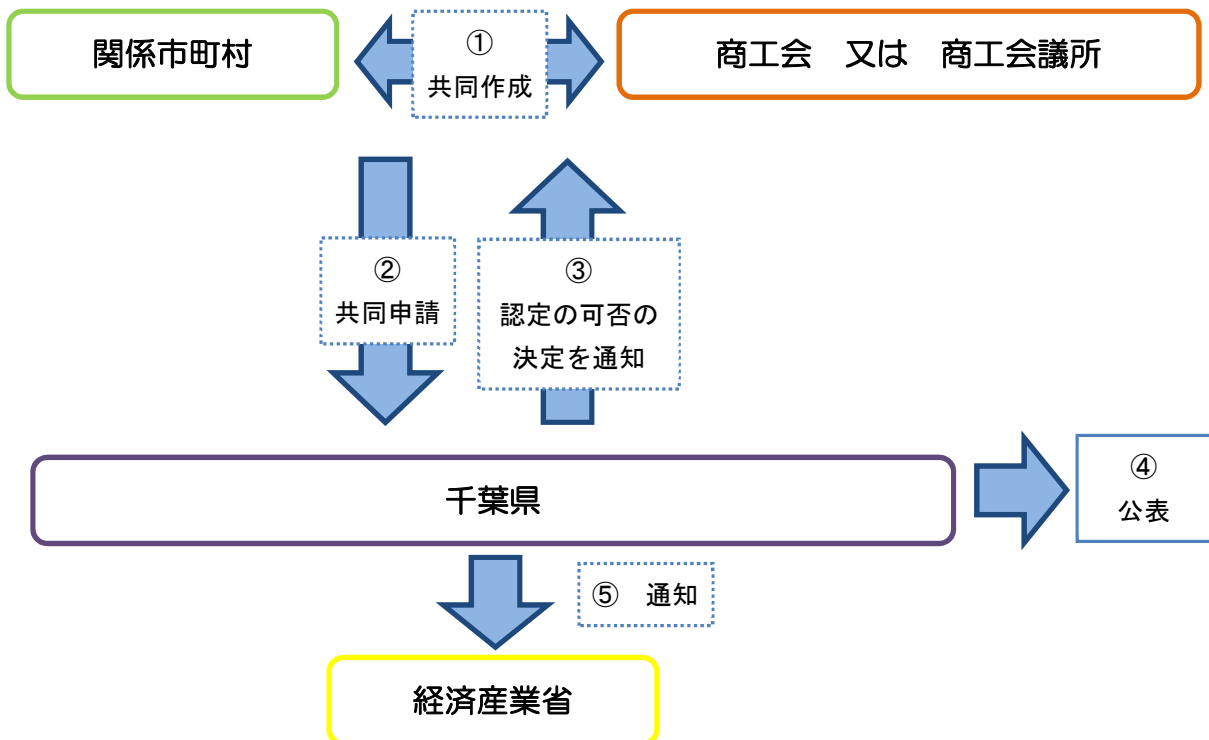 関係市町村
①
共同作成
商工会　又は　商工会議所
②
共同申請
③
認定の可否の
決定を通知
千葉県
④
公表
⑤　通知
経済産業省